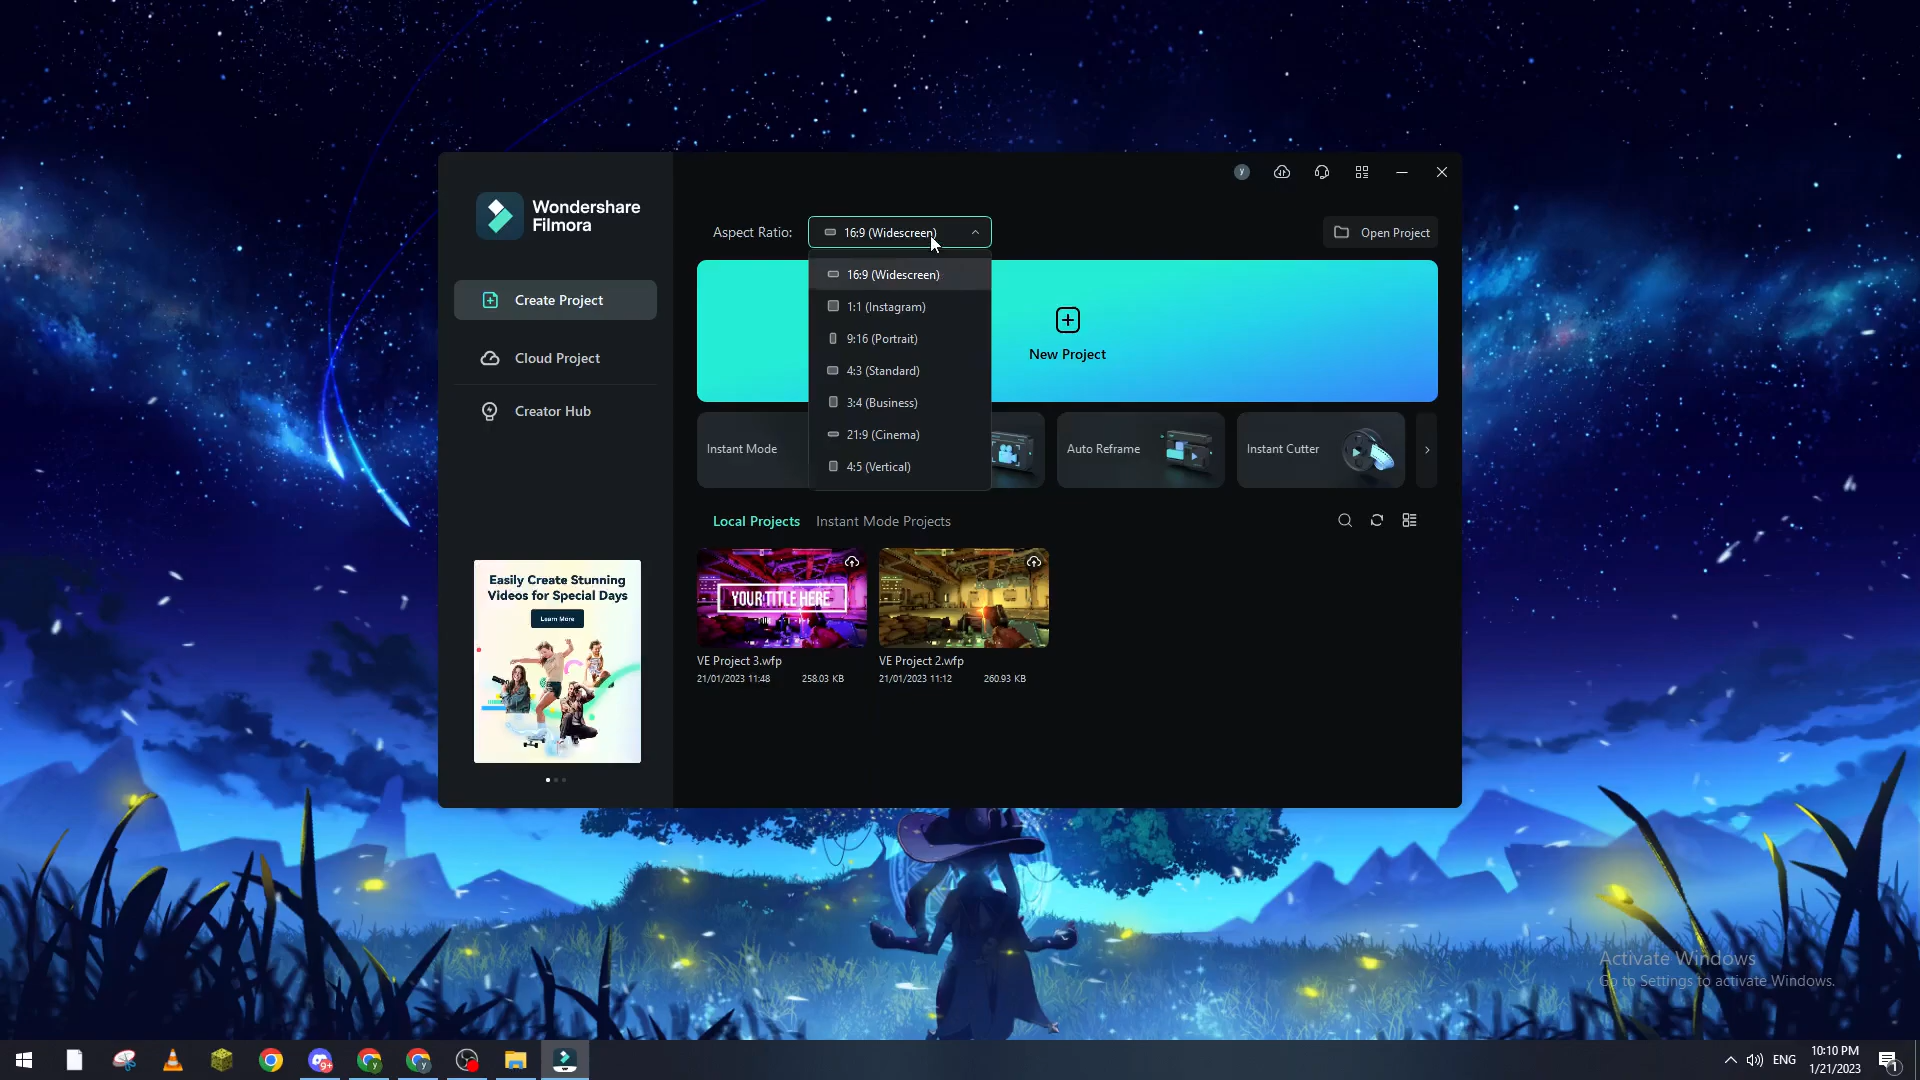 Wondershare
Filmora
Create Project
Cloud Project
Creator Hub
Easily Create Stunning
Videos for Special Days
Learn More
y
Aspect Ratio:
16:9 (Widescreen)
Open Project
16:9 (Widescreen)
1:1 (Instagram)
9:16 (Portrait)
4:3 (Standard)
3:4 (Business)
21:9 (Cinema)
4:5 (Vertical)
New Project
Instant Mode
Auto Reframe
Instant Cutter
Local Projects
Instant Mode Projects
YOUR TITLE HERE
VE Project 3.wfp
21/01/2023 11:48
258.03 KB
VE Project 2.wfp
21/01/2023 11:12
260.93 KB
Activate Windows
Go to Settings to activate Windows.
9+
y
y
ENG
10:10 PM
1/21/2023
1